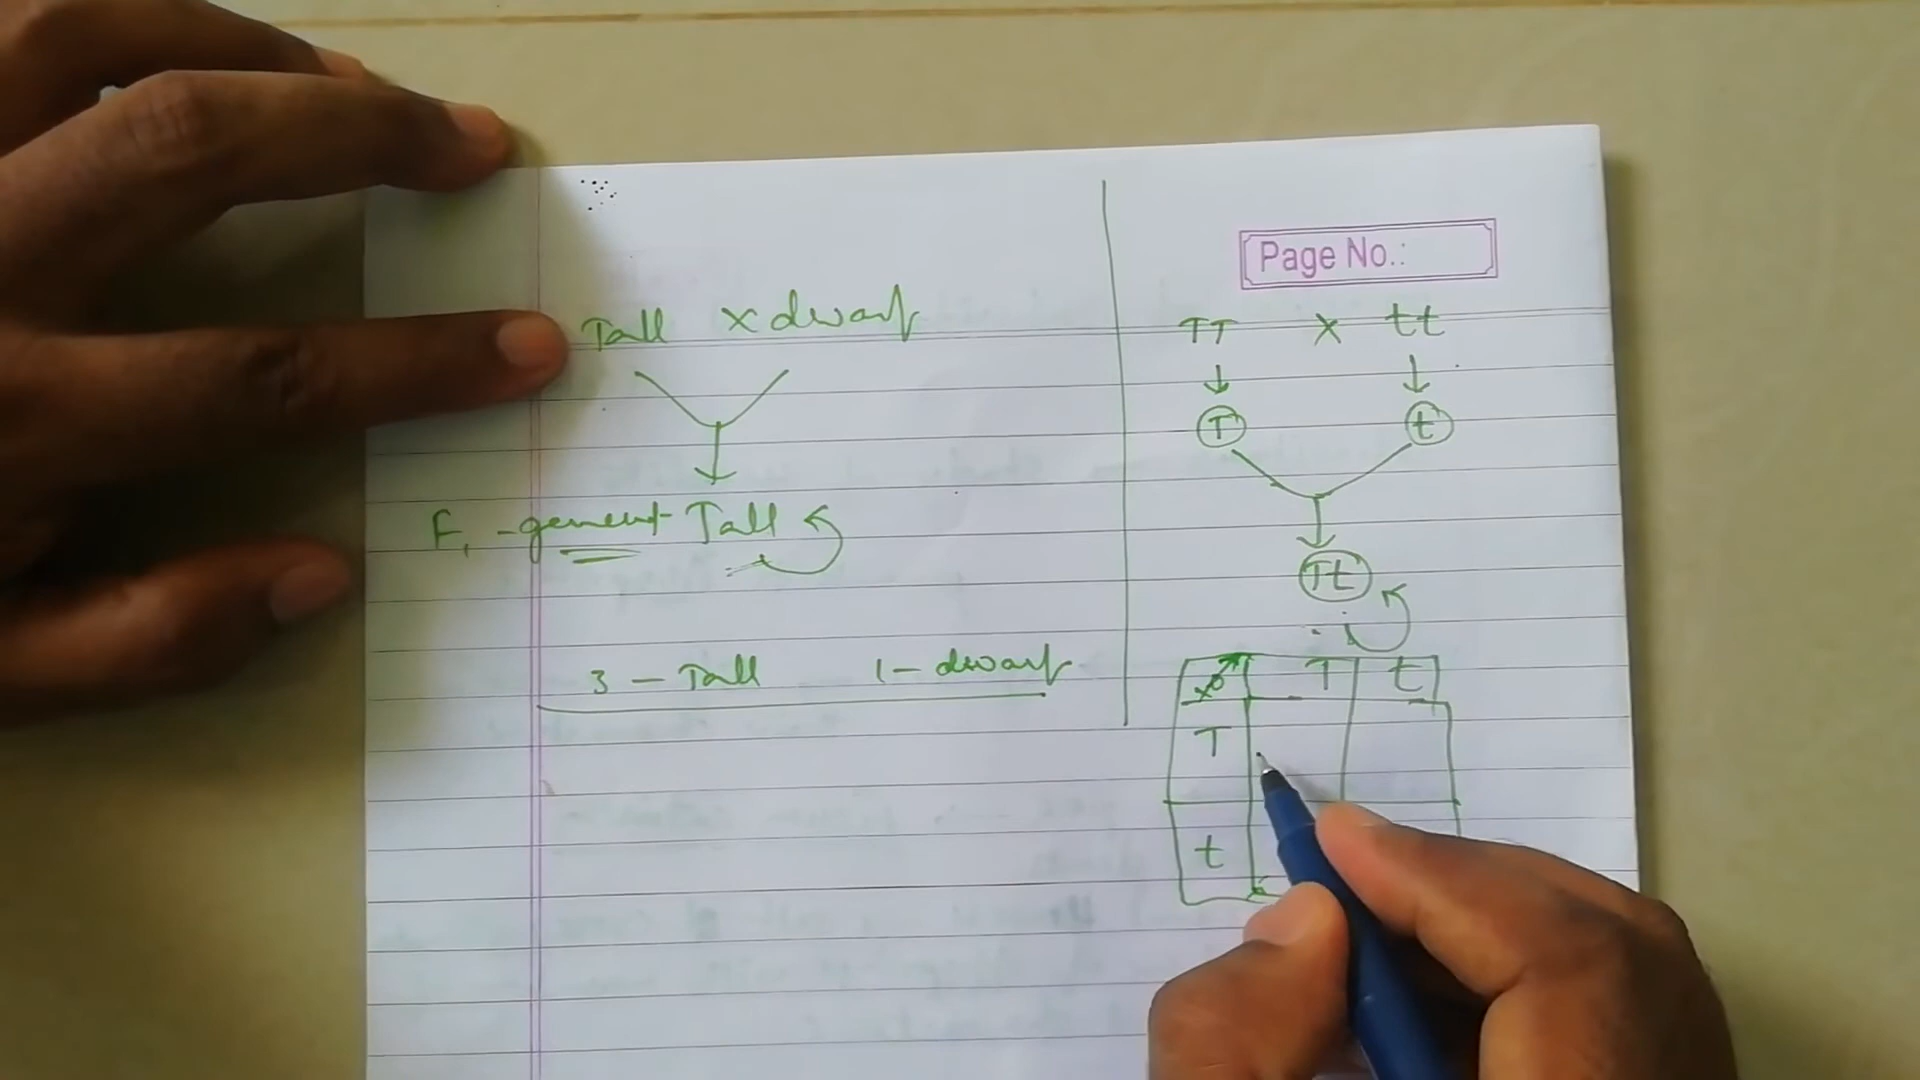 Page No.:
Tall x dwarf
F1 - generat Tall
3 - Tall 1 - dwarf
TT x tt
T t
Tt
T t
T
t